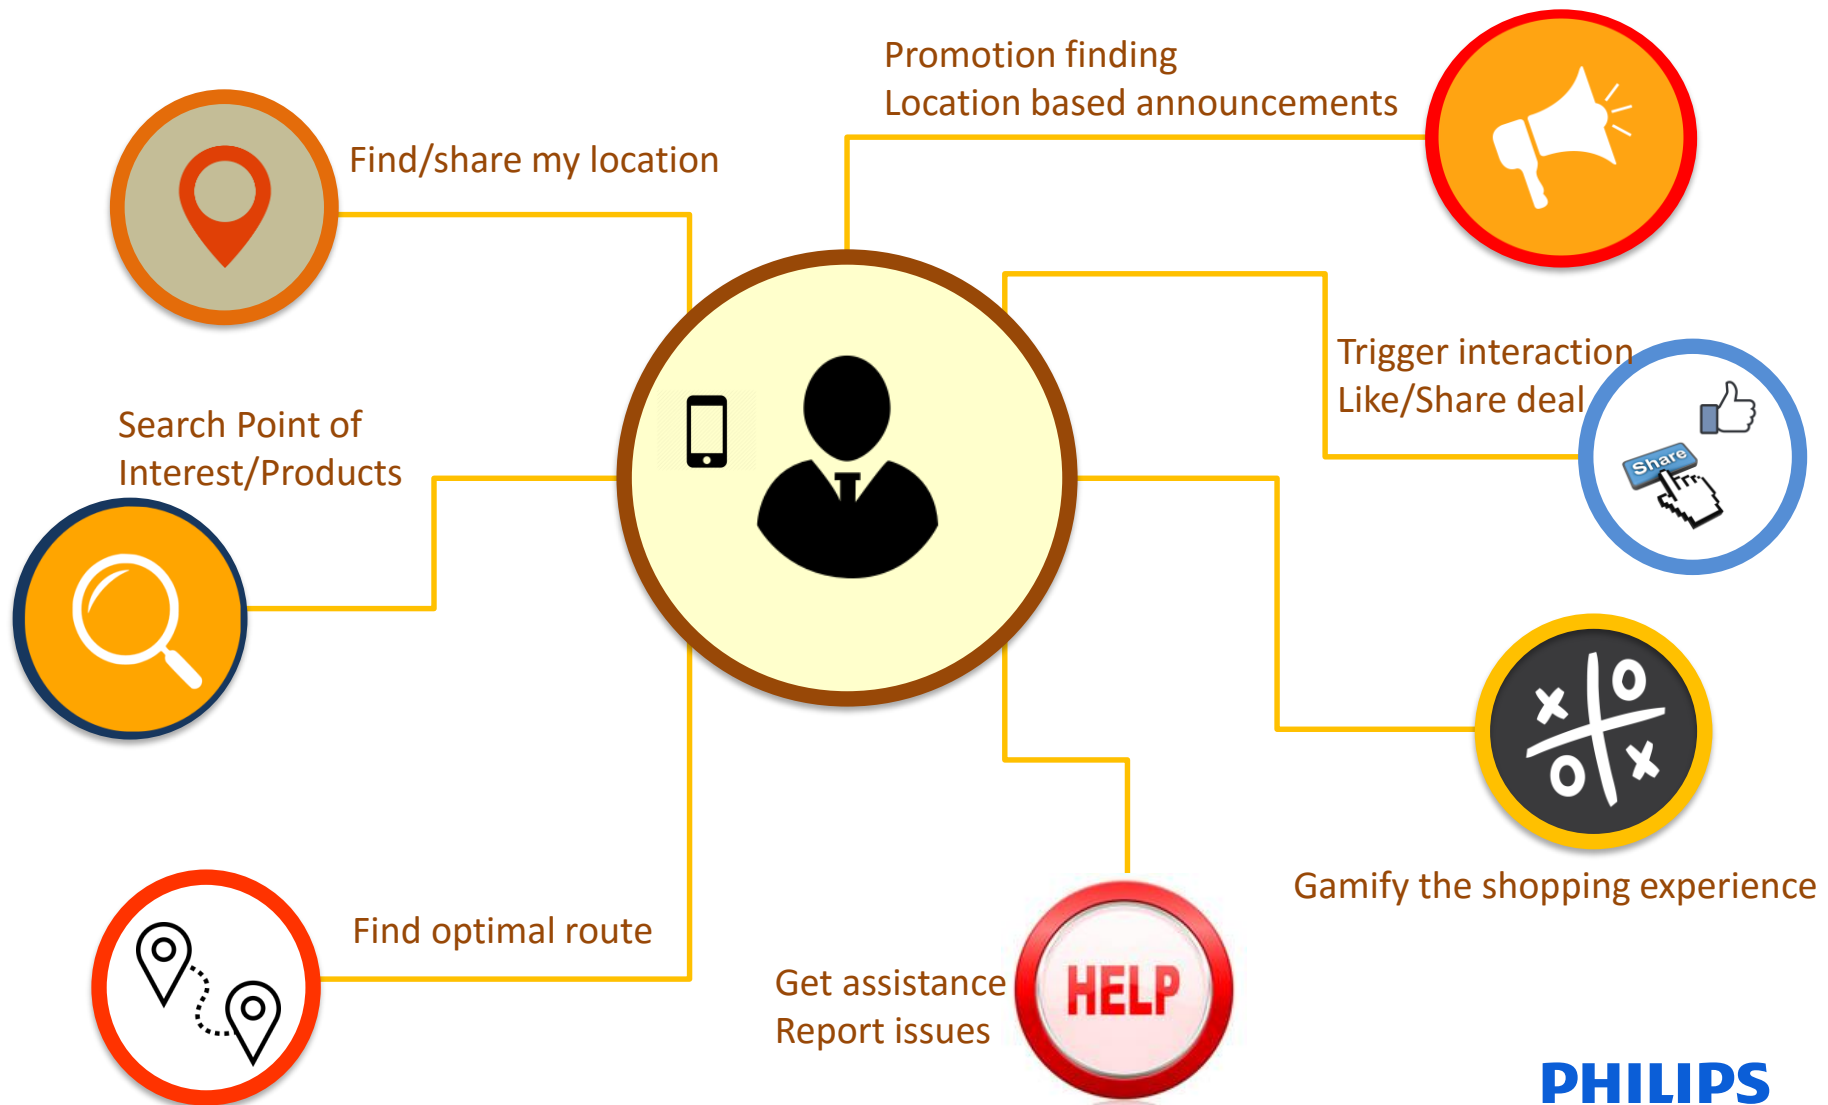 Promotion finding
Location based announcements
Find/share my location
Trigger interaction
Like/Share deal
Share
Search Point of
Interest/Products
Gamify the shopping experience
Find optimal route
Get assistance
Report issues
HELP
PHILIPS